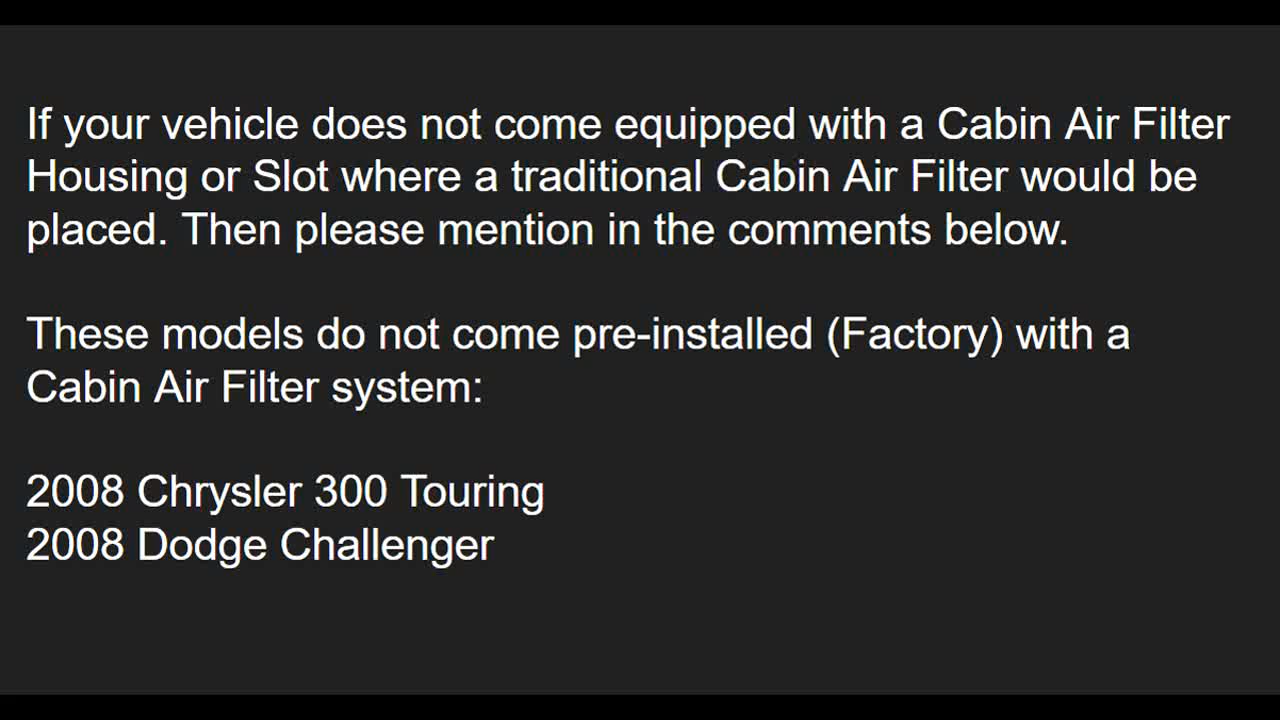 If your vehicle does not come equipped with a Cabin Air Filter
Housing or Slot where a traditional Cabin Air Filter would be
placed. Then please mention in the comments below.
These models do not come pre-installed (Factory) with a
Cabin Air Filter system:
2008 Chrysler 300 Touring
2008 Dodge Challenger